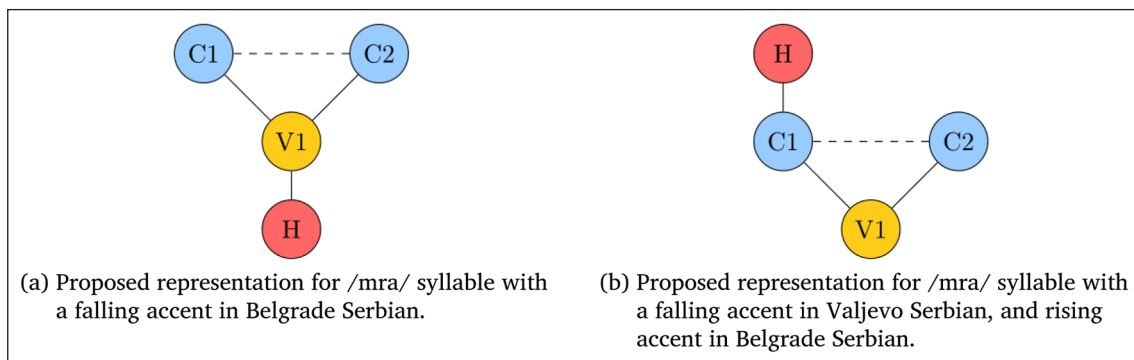 C1
C2
V1
H
(a) Proposed representation for /mra/ syllable with
a falling accent in Belgrade Serbian.
H
C1
C2
V1
(b) Proposed representation for /mra/ syllable with
a falling accent in Valjevo Serbian, and rising
accent in Belgrade Serbian.